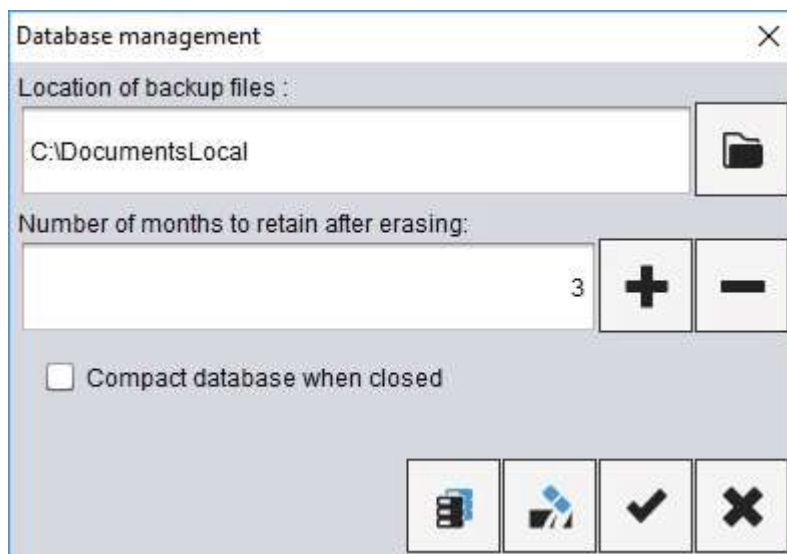 Database management
Location of backup files :
C:\DocumentsLocal
Number of months to retain after erasing:
3
Compact database when closed